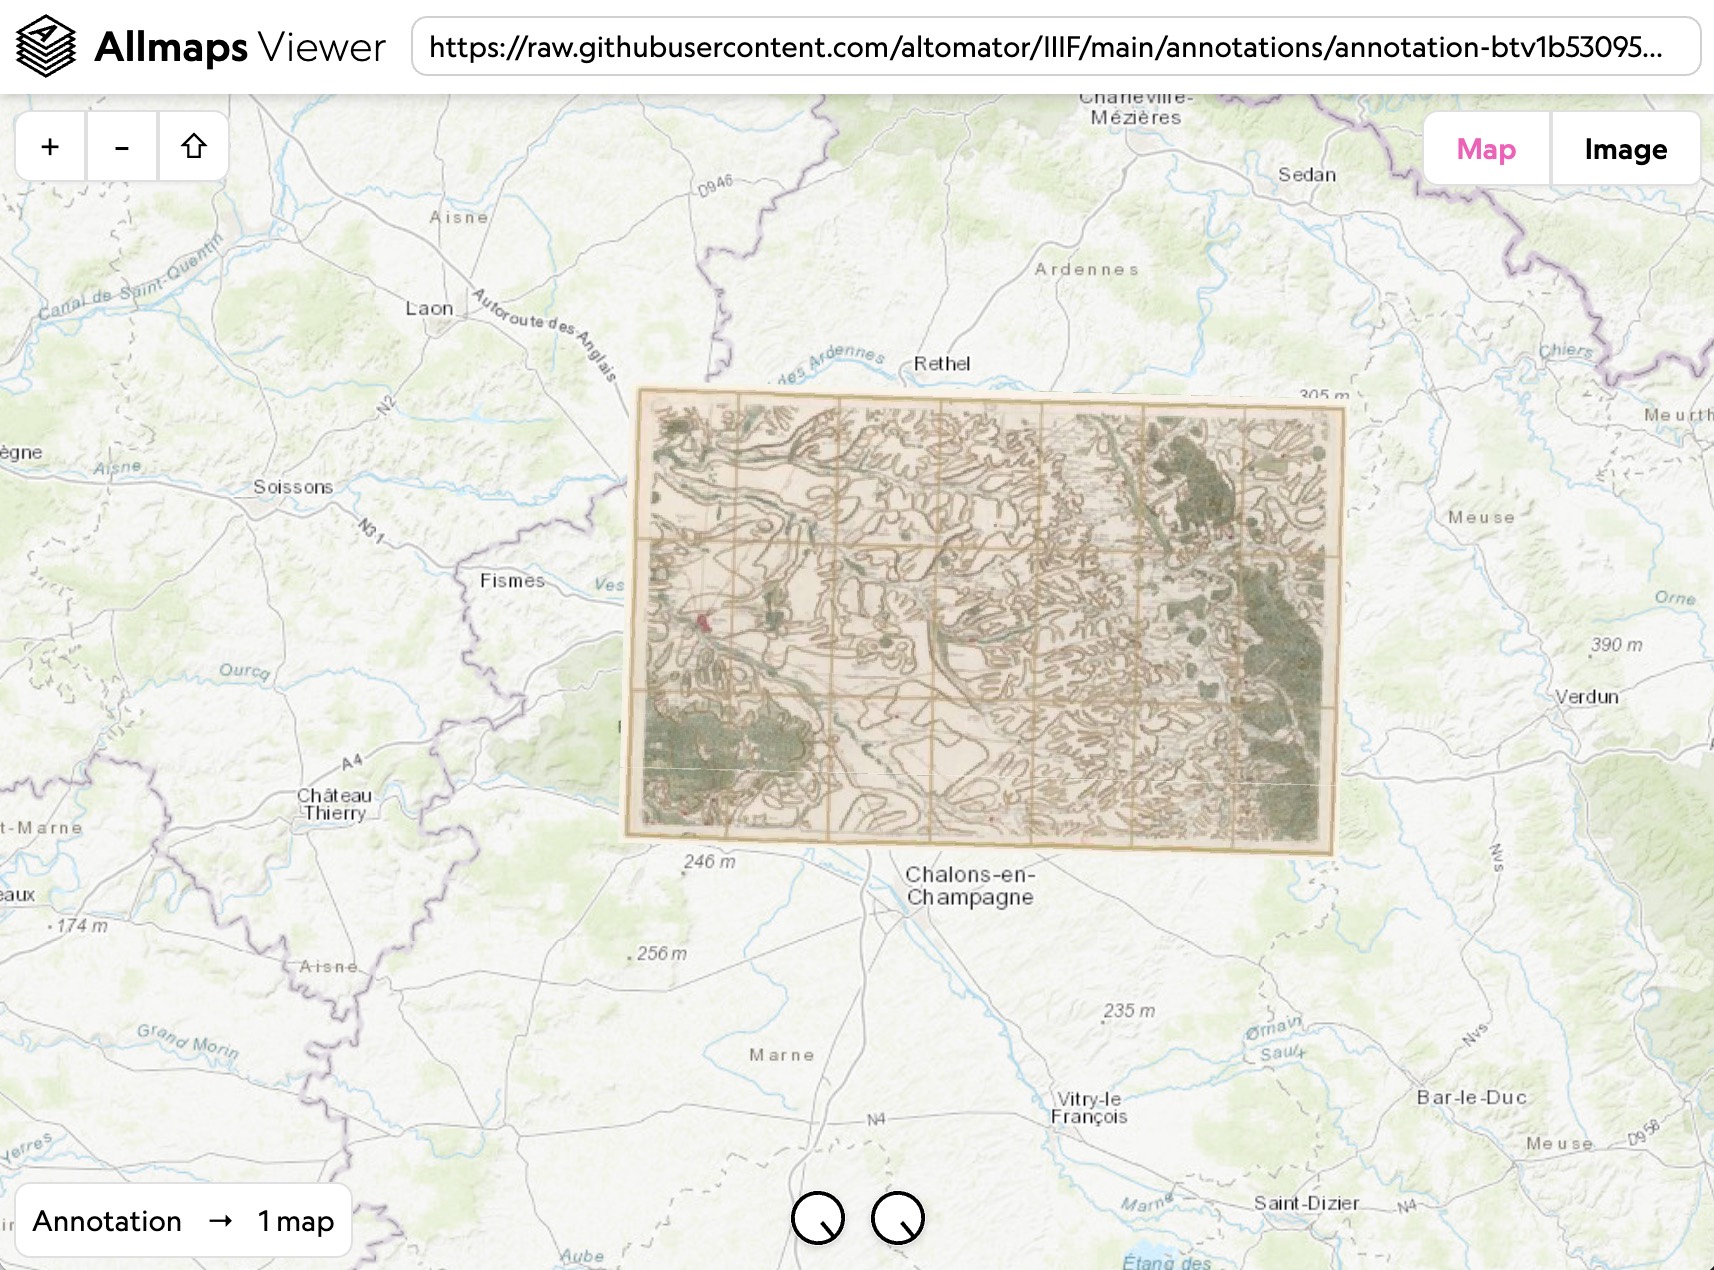 Allmaps Viewer
https://raw.githubusercontent.com/altomator/IIIF/main/annotations/annotation-btv1b53095...
+
-
Map
Image
Charleville-
Mézières
Sedan
D946
Aisne
Canal de Saint-Quentin
Ardennes
Laon
Autoroute des Anglais
des Ardennes
Rethel
Chiers
305 m
N2
Meurth
ègne
Aisne
Soissons
N31
Meuse
Fismes
Ves
Orne
390 m
Ourcq
Verdun
A4
Château
Thierry
t-Marne
246 m
Chalons-en-
Champagne
Nvs
eaux
174 m
256 m
Aisne
235 m
Grand Morin
Marne
Ornain
Saulx
Nvs
Vitry-le
François
Bar-le-Duc
N4
Yerres
Meuse
D958
Annotation → 1 map
Marne
Saint-Dizier
N4
Aube
Étang des